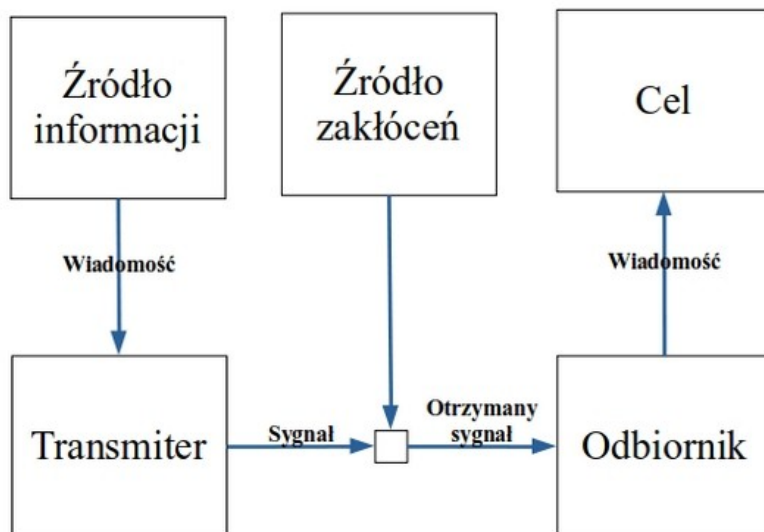 Źródło
informacji
Źródło
zakłóceń
Cel
Wiadomość
Wiadomość
Transmiter
Sygnał
Otrzymany
sygnał
Odbiornik